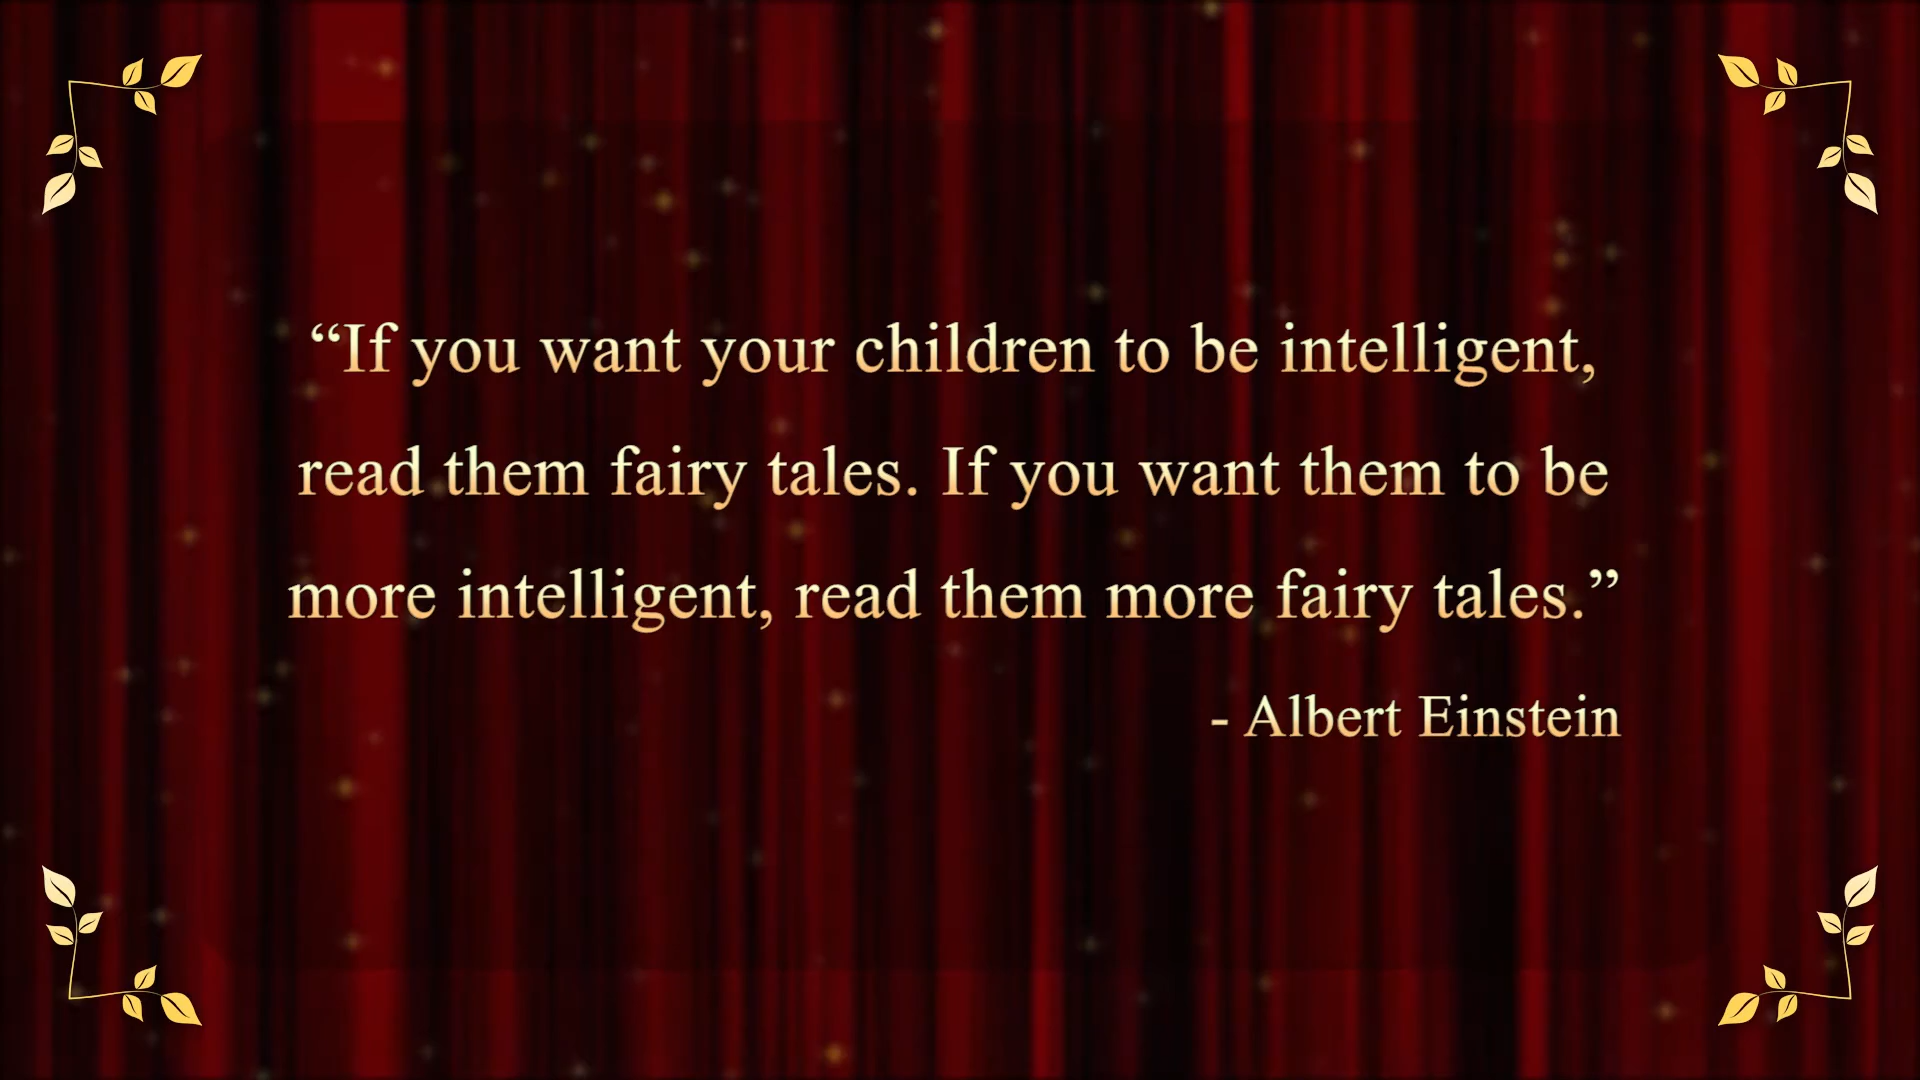 “If you want your children to be intelligent,
read them fairy tales. If you want them to be
more intelligent, read them more fairy tales.”
- Albert Einstein